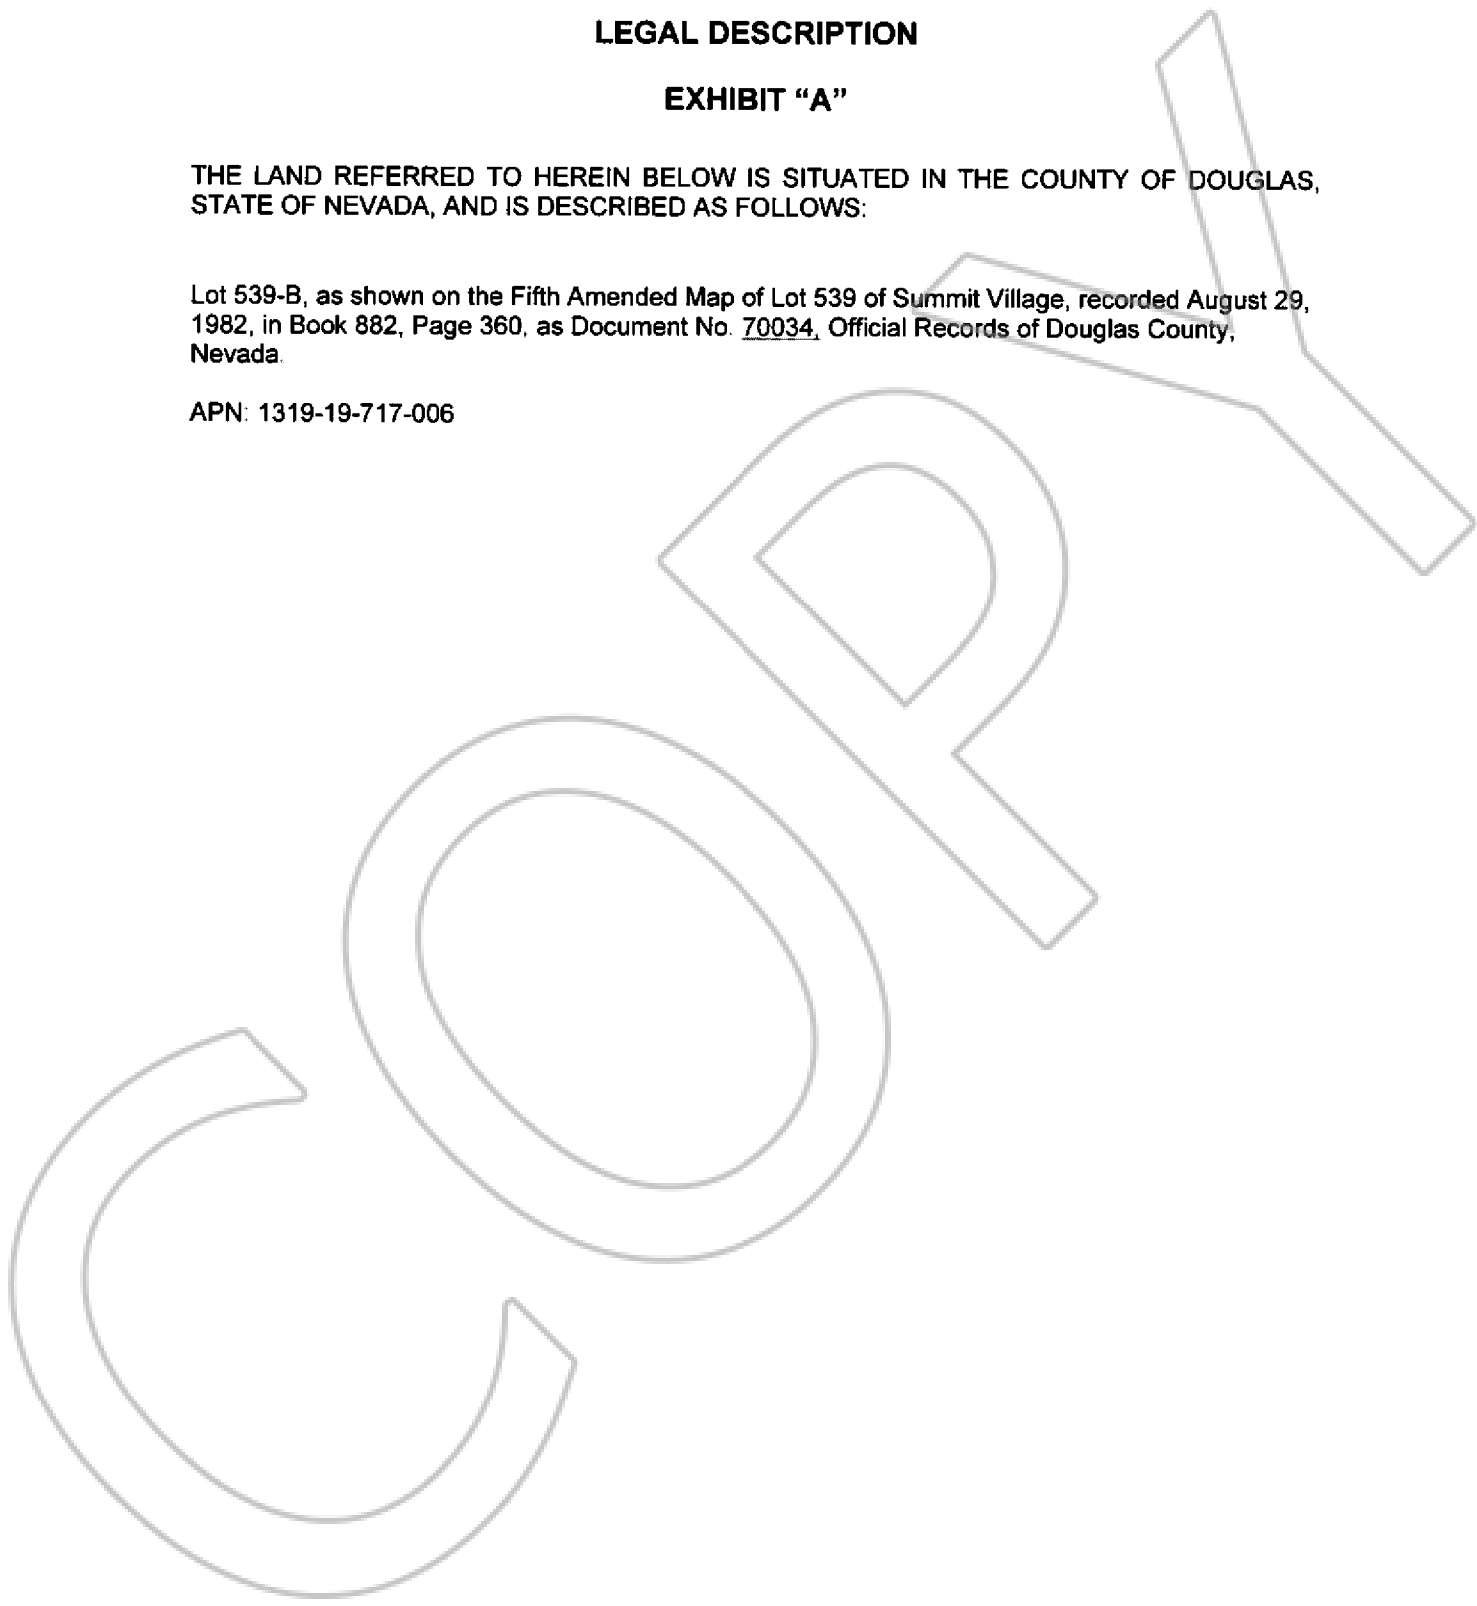 LEGAL DESCRIPTION
EXHIBIT “A”
THE LAND REFERRED TO HEREIN BELOW IS SITUATED IN THE COUNTY OF DOUGLAS,
STATE OF NEVADA, AND IS DESCRIBED AS FOLLOWS:
Lot 539-B, as shown on the Fifth Amended Map of Lot 539 of Summit Village, recorded August 29,
1982, in Book 882, Page 360, as Document No. 70034, Official Records of Douglas County,
Nevada.
APN: 1319-19-717-006
COPY